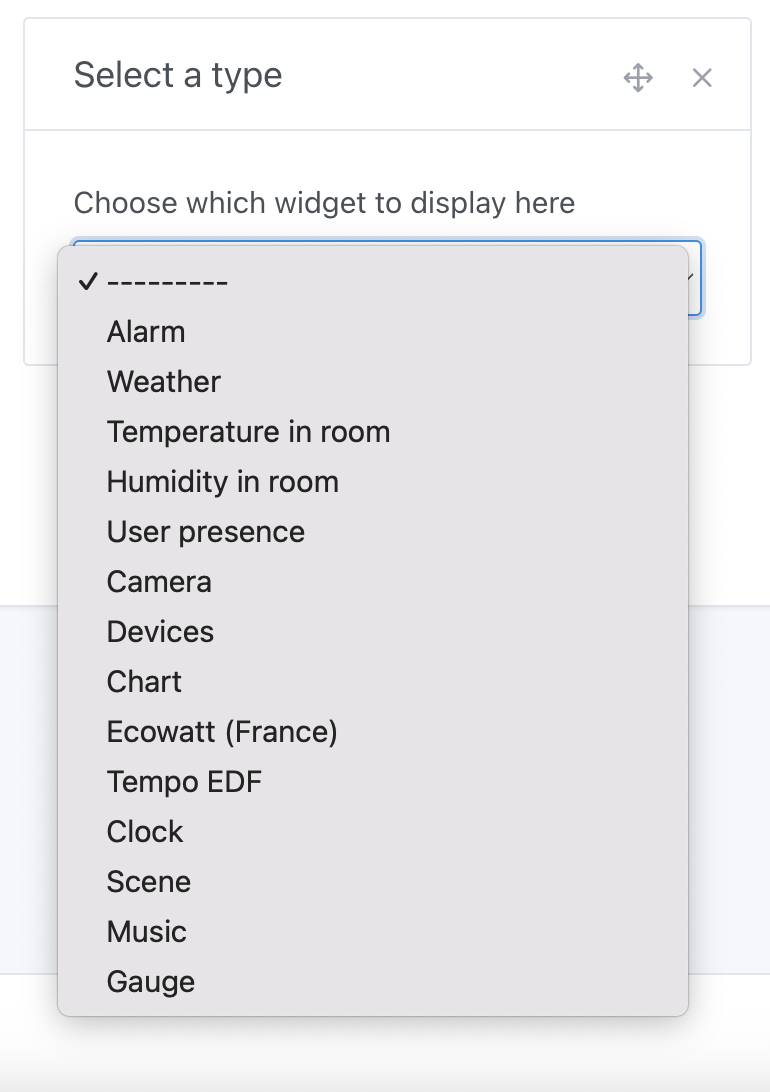 Select a type
Choose which widget to display here
✓ ---------
Alarm
Weather
Temperature in room
Humidity in room
User presence
Camera
Devices
Chart
Ecowatt (France)
Tempo EDF
Clock
Scene
Music
Gauge